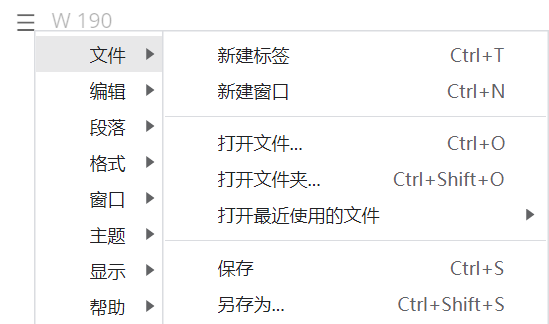 W 190
文件
编辑
段落
格式
窗口
主题
显示
帮助
新建标签 Ctrl+T
新建窗口 Ctrl+N
打开文件... Ctrl+O
打开文件夹... Ctrl+Shift+O
打开最近使用的文件
保存 Ctrl+S
另存为... Ctrl+Shift+S